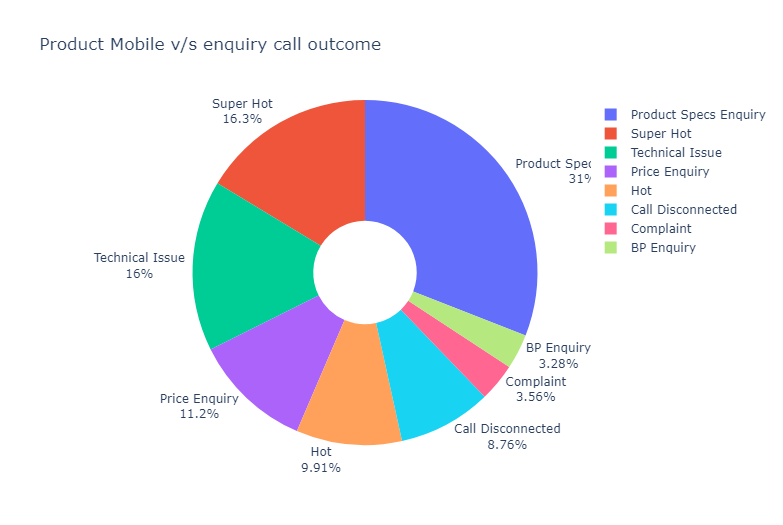 Product Mobile v/s enquiry call outcome
Super Hot
16.3%
Product Spec
31%
Technical Issue
16%
Price Enquiry
11.2%
Hot
9.91%
Call Disconnected
8.76%
Complaint
3.56%
BP Enquiry
3.28%
Product Specs Enquiry
Super Hot
Technical Issue
Price Enquiry
Hot
Call Disconnected
Complaint
BP Enquiry